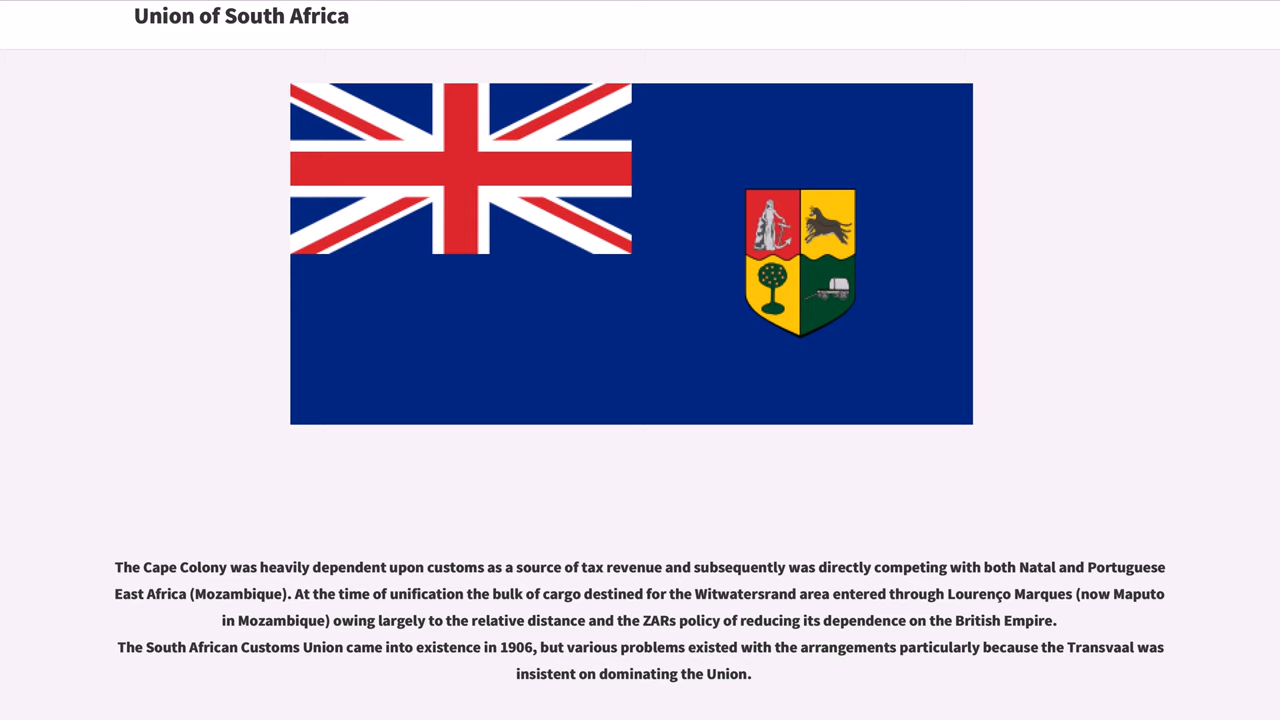 Union of South Africa
The Cape Colony was heavily dependent upon customs as a source of tax revenue and subsequently was directly competing with both Natal and Portuguese
East Africa (Mozambique). At the time of unification the bulk of cargo destined for the Witwatersrand area entered through Lourenço Marques (now Maputo
in Mozambique) owing largely to the relative distance and the ZARs policy of reducing its dependence on the British Empire.
The South African Customs Union came into existence in 1906, but various problems existed with the arrangements particularly because the Transvaal was
insistent on dominating the Union.